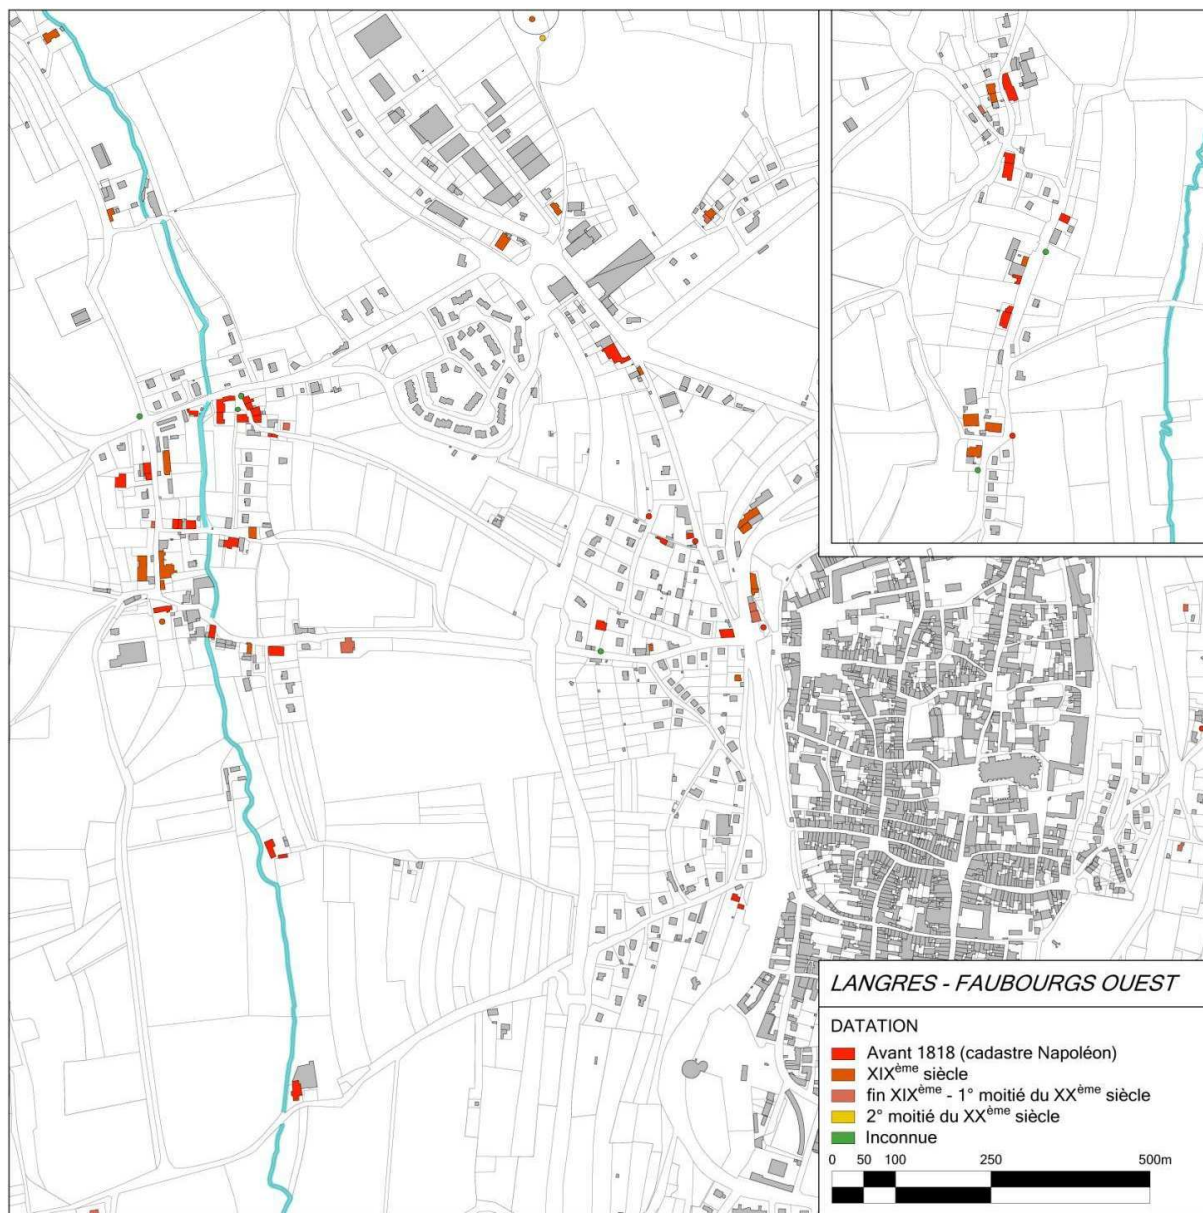 LANGRES - FAUBOURGS OUEST
DATATION
Avant 1818 (cadastre Napoléon)
XIXème siècle
fin XIXème - 1° moitié du XXème siècle
2° moitié du XXème siècle
Inconnue
0 50 100 250 500m